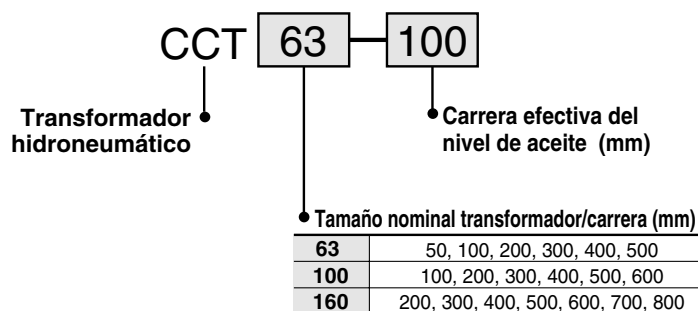 CCT 63 100
Transformador
hidroneumático
Carrera efectiva del
nivel de aceite (mm)
Tamaño nominal transformador/carrera (mm)
63 50, 100, 200, 300, 400, 500
100 100, 200, 300, 400, 500, 600
160 200, 300, 400, 500, 600, 700, 800